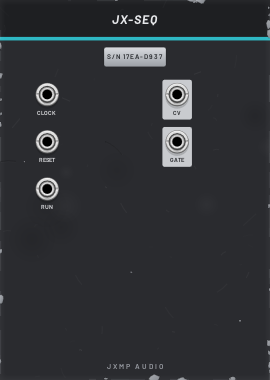 JX-SEQ
S/N 17EA-D937
CLOCK
CV
RESET
GATE
RUN
JXMP AUDIO